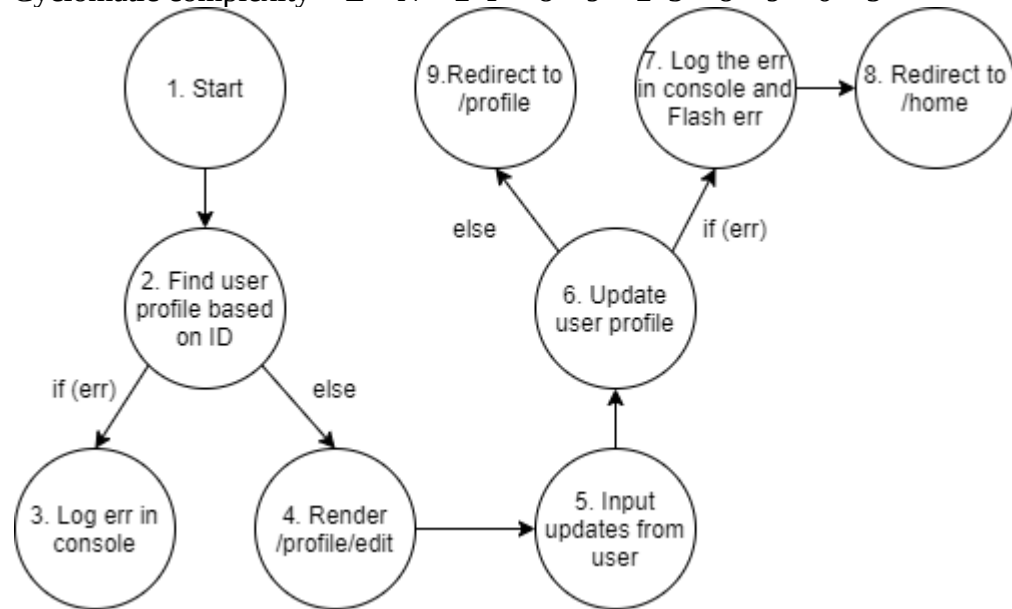 1. Start
2. Find user
profile based
on ID
if (err)
else
3. Log err in
console
4. Render
/profile/edit
5. Input
updates from
user
6. Update
user profile
else
if (err)
9.Redirect to
/profile
7. Log the err
in console and
Flash err
8. Redirect to
/home